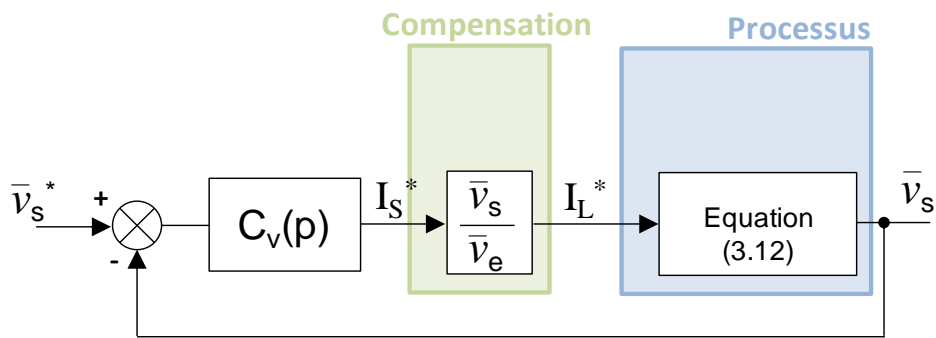 Compensation
Processus
v̅s*
+
-
Cv(p)
IS*
v̅s
v̅e
IL*
Equation
(3.12)
v̅s